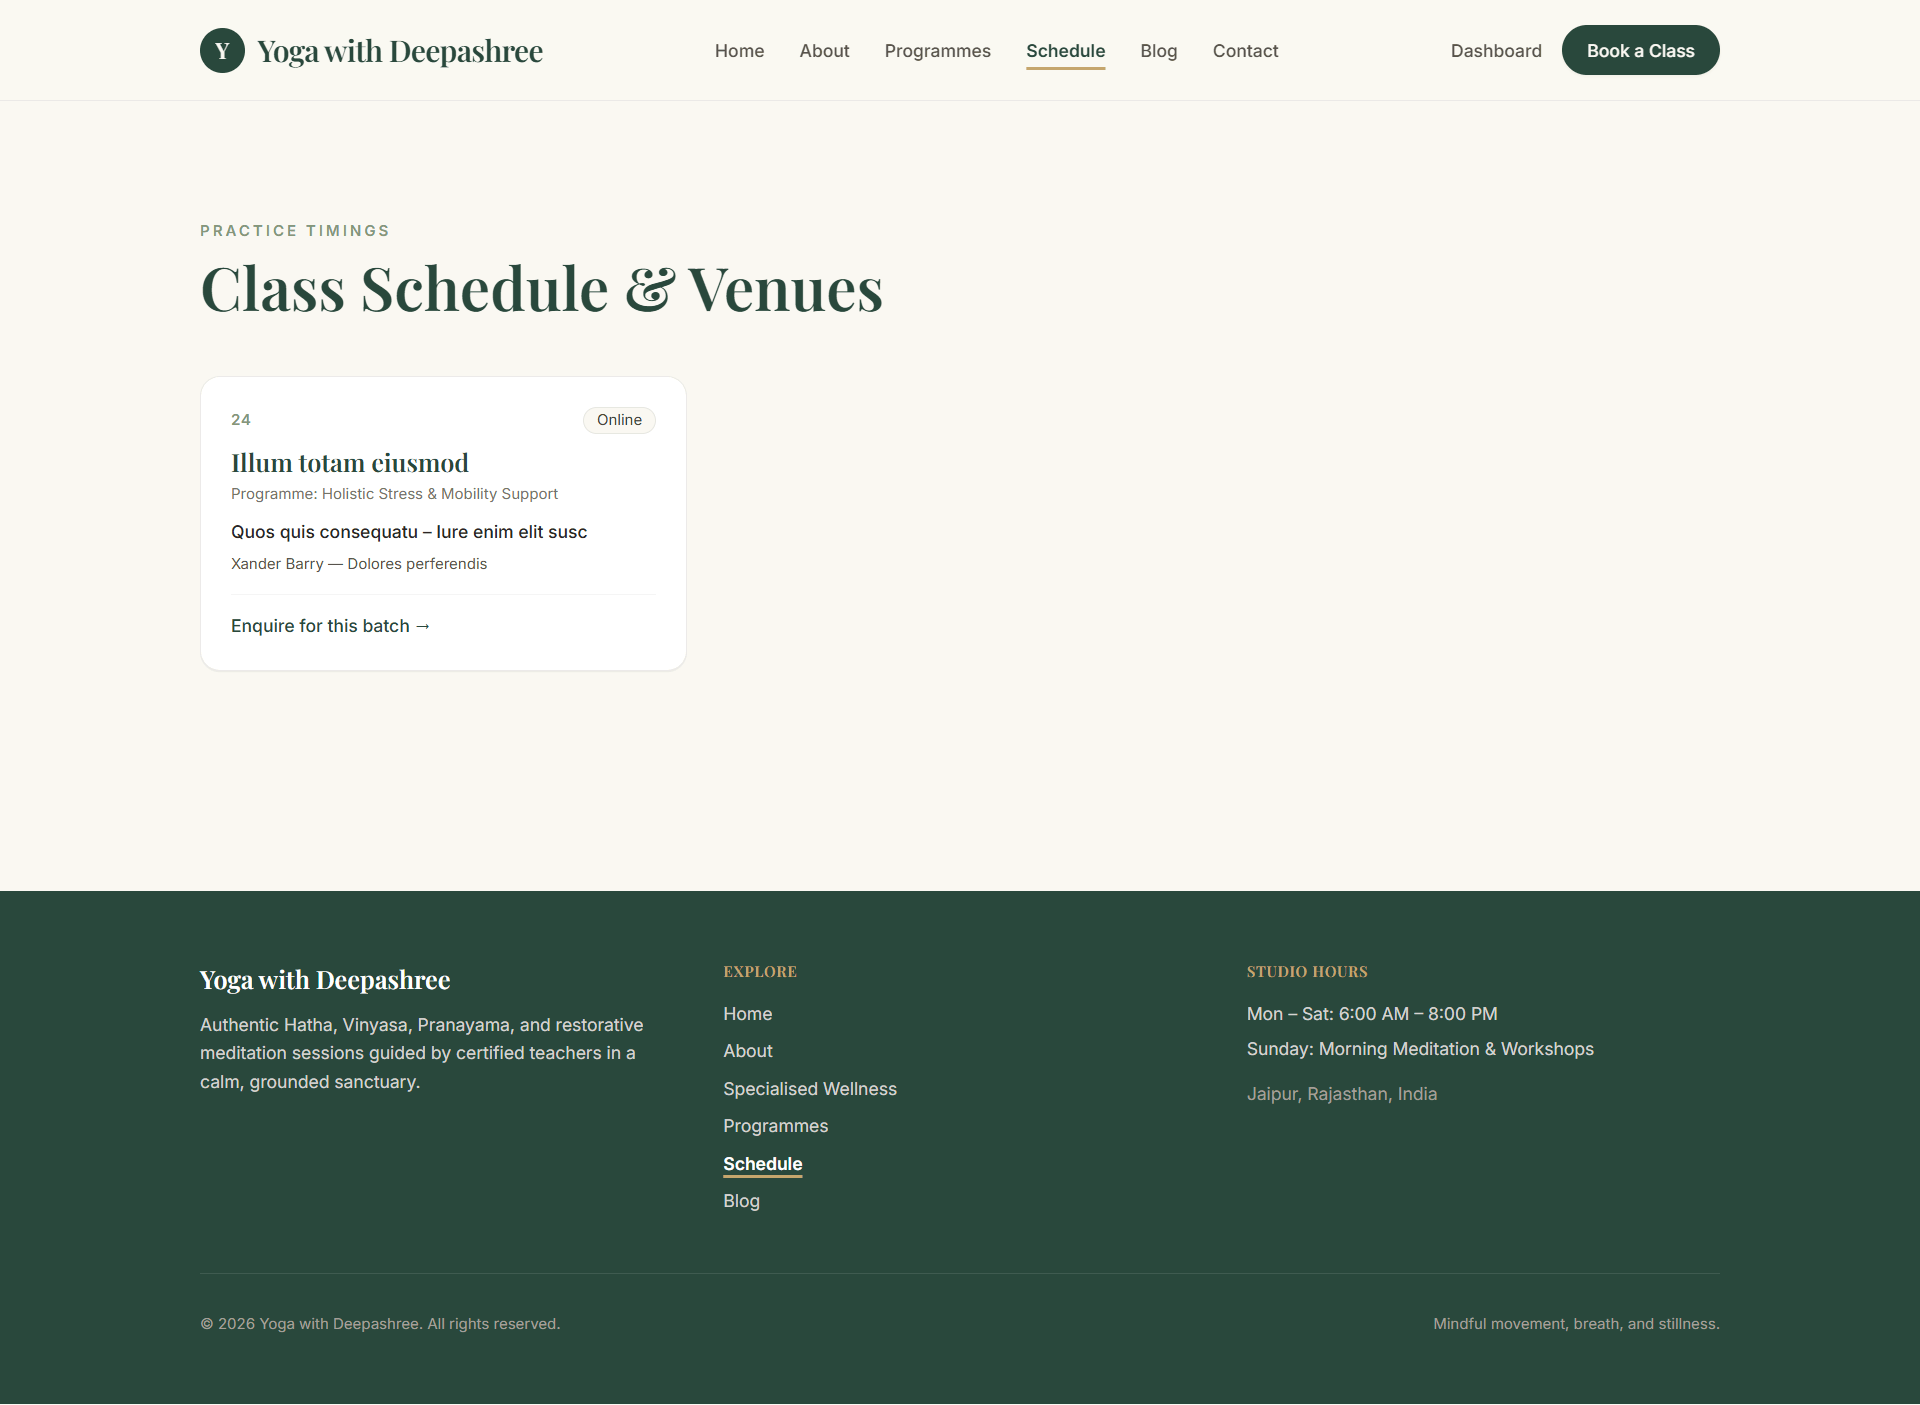 Y
Yoga with Deepashree
Home
About
Programmes
Schedule
Blog
Contact
Dashboard
Book a Class
PRACTICE TIMINGS
Class Schedule & Venues
24
Online
Illum totam eiusmod
Programme: Holistic Stress & Mobility Support
Quos quis consequatu – Iure enim elit susc
Xander Barry — Dolores perferendis
Enquire for this batch →
Yoga with Deepashree
Authentic Hatha, Vinyasa, Pranayama, and restorative
meditation sessions guided by certified teachers in a
calm, grounded sanctuary.
EXPLORE
Home
About
Specialised Wellness
Programmes
Schedule
Blog
STUDIO HOURS
Mon – Sat: 6:00 AM – 8:00 PM
Sunday: Morning Meditation & Workshops
Jaipur, Rajasthan, India
© 2026 Yoga with Deepashree. All rights reserved.
Mindful movement, breath, and stillness.